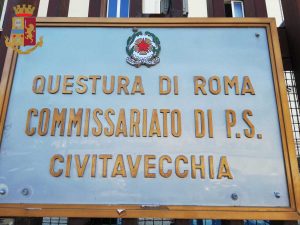 QUESTURA DI ROMA
COMMISSARIATO DI P.S.
CIVITAVECCHIA